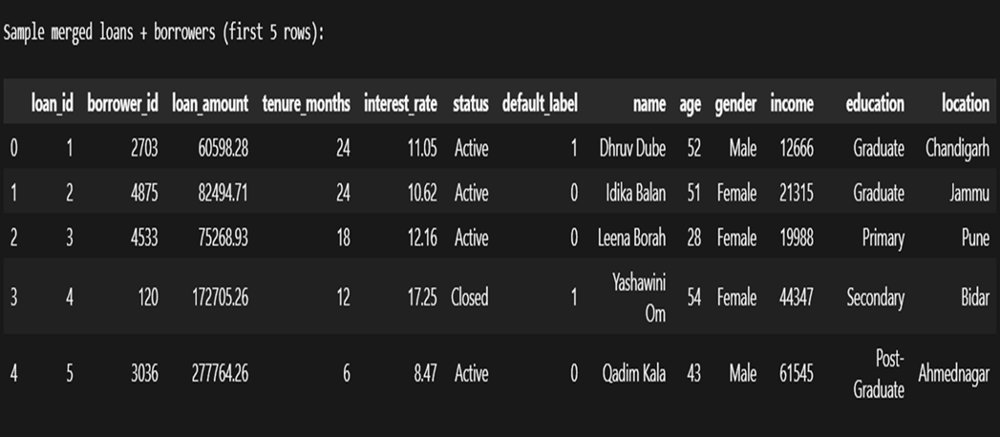 Sample merged loans + borrowers (first 5 rows):
loan_id borrower_id loan_amount tenure_months interest_rate status default_label name age gender income education location
0 1 2703 60598.28 24 11.05 Active 1 Dhruv Dube 52 Male 12666 Graduate Chandigarh
1 2 4875 82494.71 24 10.62 Active 0 Idika Balan 51 Female 21315 Graduate Jammu
2 3 4533 75268.93 18 12.16 Active 0 Leena Borah 28 Female 19988 Primary Pune
3 4 120 172705.26 12 17.25 Closed 1 Yashawini
Om 54 Female 44347 Secondary Bidar
4 5 3036 277764.26 6 8.47 Active 0 Qadim Kala 43 Male 61545 Post-
Graduate Ahmednagar